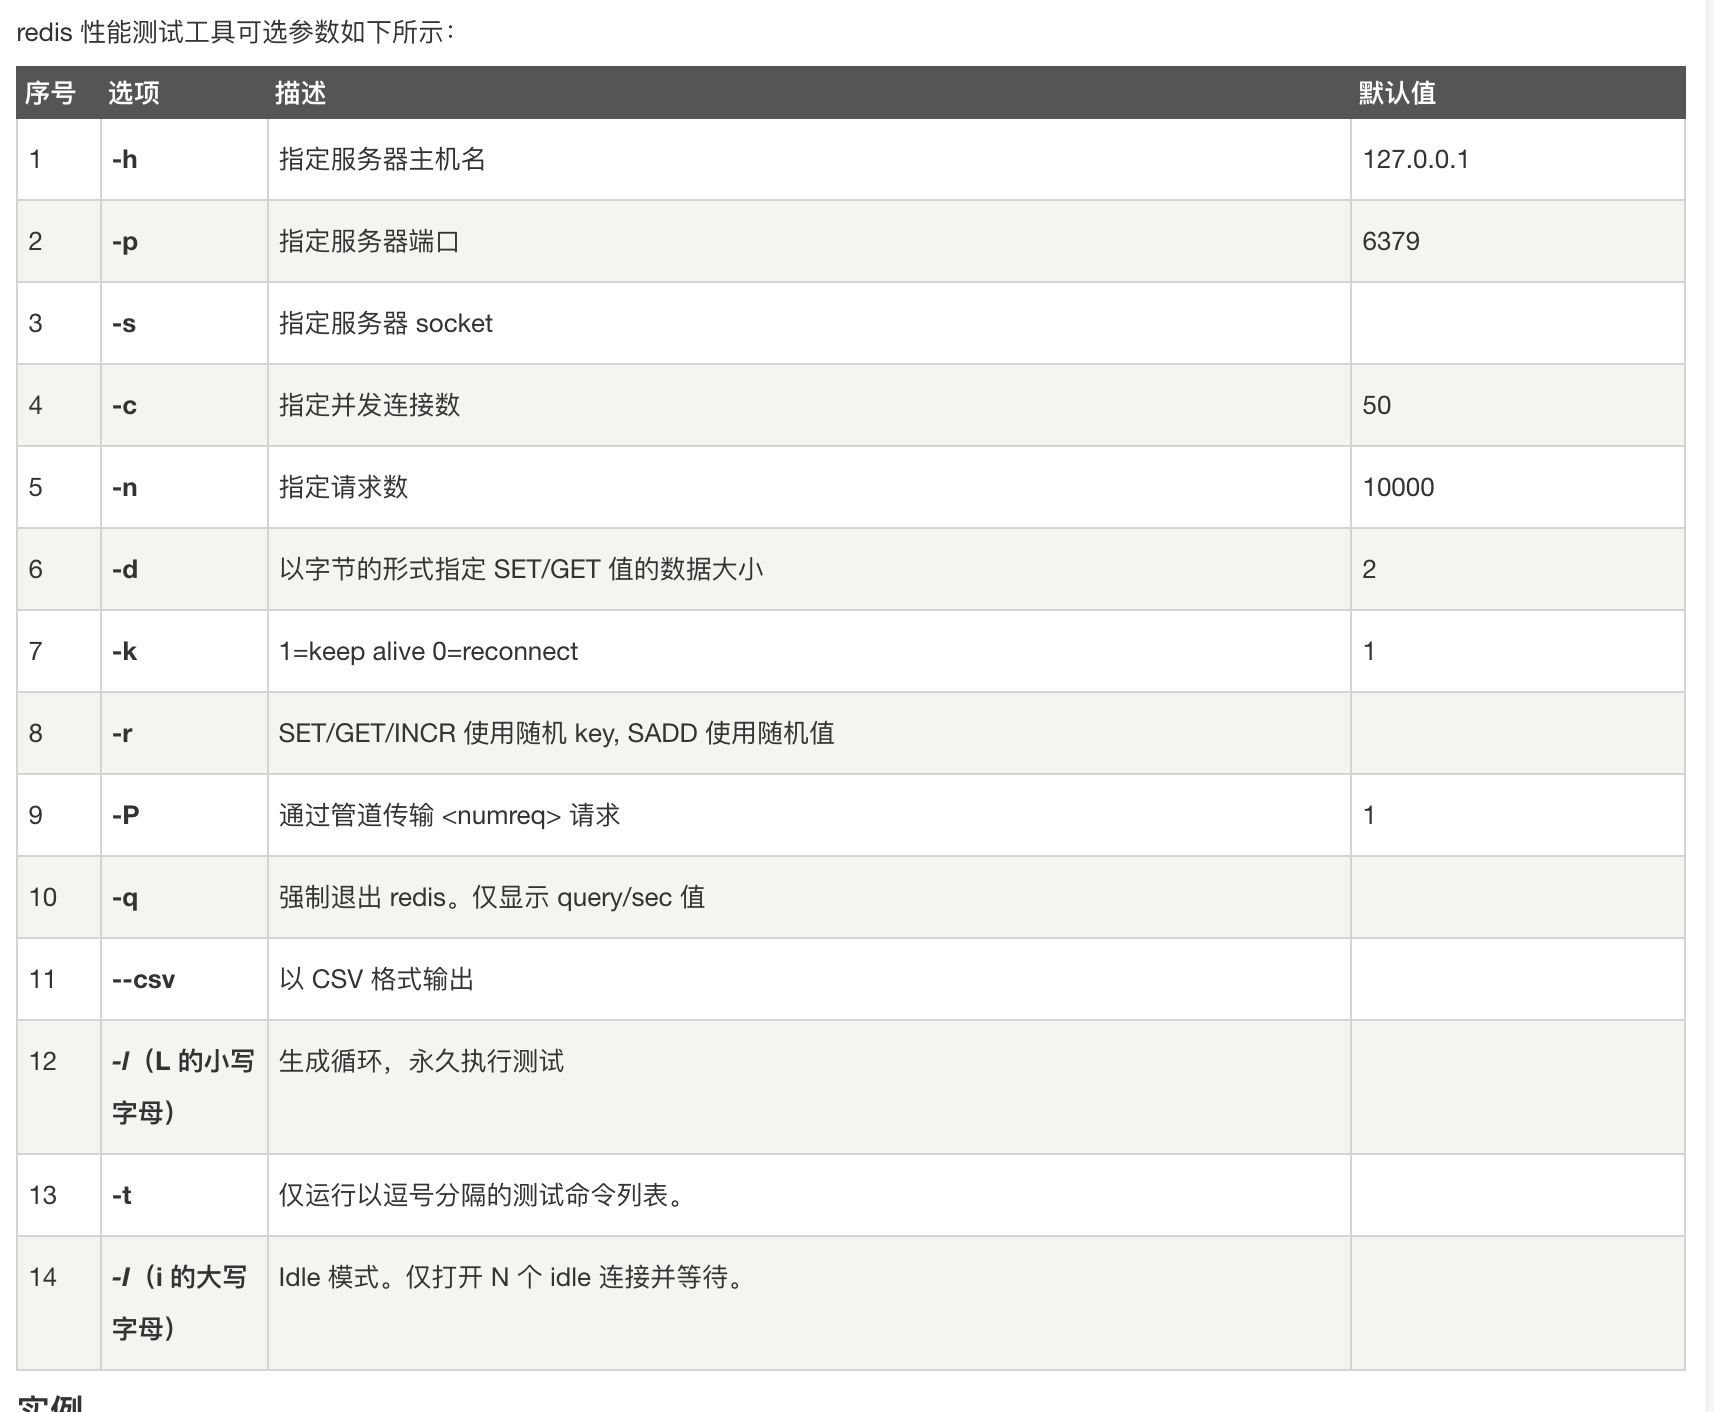 redis 性能测试工具可选参数如下所示：
序号 选项 描述 默认值
1 -h 指定服务器主机名 127.0.0.1
2 -p 指定服务器端口 6379
3 -s 指定服务器 socket
4 -c 指定并发连接数 50
5 -n 指定请求数 10000
6 -d 以字节的形式指定 SET/GET 值的数据大小 2
7 -k 1=keep alive 0=reconnect 1
8 -r SET/GET/INCR 使用随机 key, SADD 使用随机值
9 -P 通过管道传输 <numreq> 请求 1
10 -q 强制退出 redis。仅显示 query/sec 值
11 --csv 以 CSV 格式输出
12 -l（L 的小写 生成循环，永久执行测试
字母）
13 -t 仅运行以逗号分隔的测试命令列表。
14 -I（i 的大写 Idle 模式。仅打开 N 个 idle 连接并等待。
字母）
实例